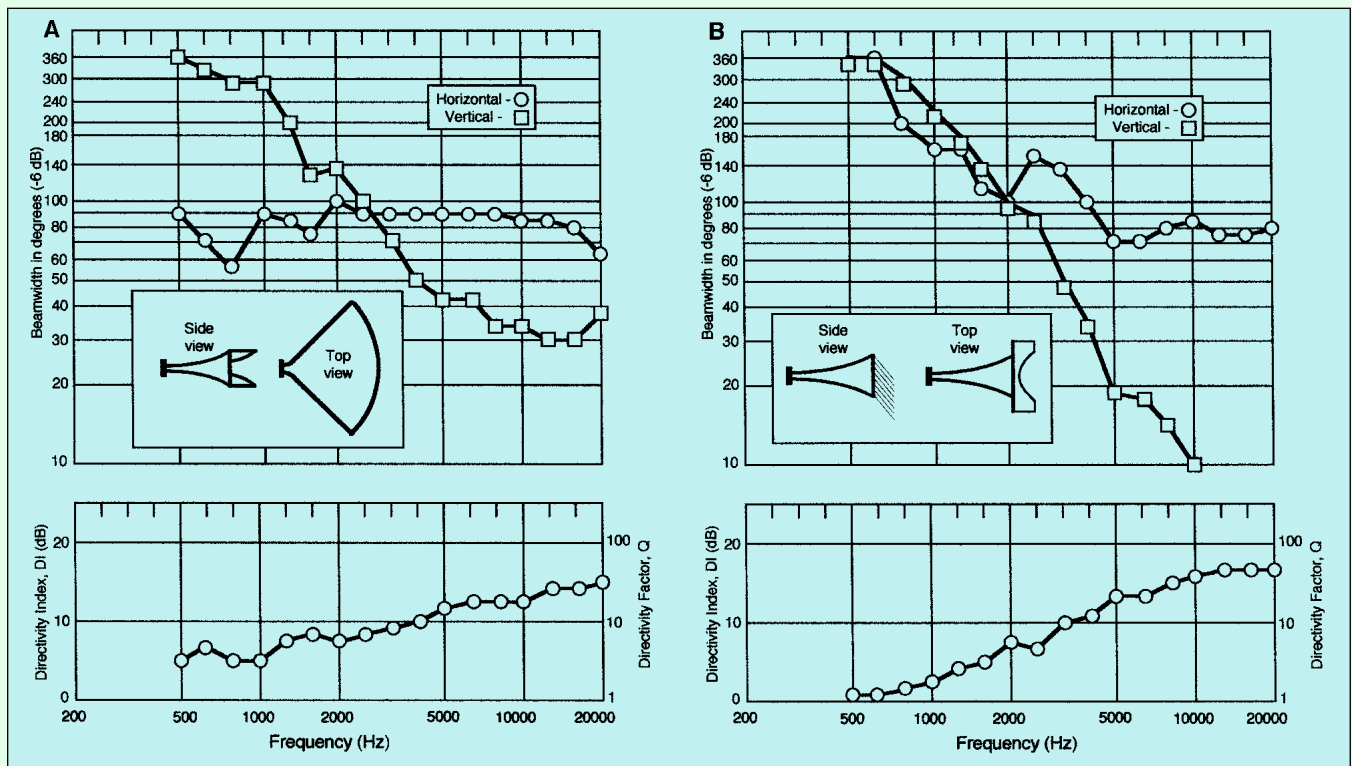 A
Beamwidth in degrees (-6 dB)
360
300
240
200
180
140
100
80
60
50
40
30
20
10
Horizontal -
Vertical -
Side
view
Top
view
Directivity Index, DI (dB)
20
10
0
100
10
1
Directivity Factor, Q
200
500
1000
2000
5000
10000
20000
Frequency (Hz)
B
Beamwidth in degrees (-6 dB)
360
300
240
200
180
140
100
80
60
50
40
30
20
10
Horizontal -
Vertical -
Side
view
Top
view
Directivity Index, DI (dB)
20
10
0
100
10
1
Directivity Factor, Q
200
500
1000
2000
5000
10000
20000
Frequency (Hz)